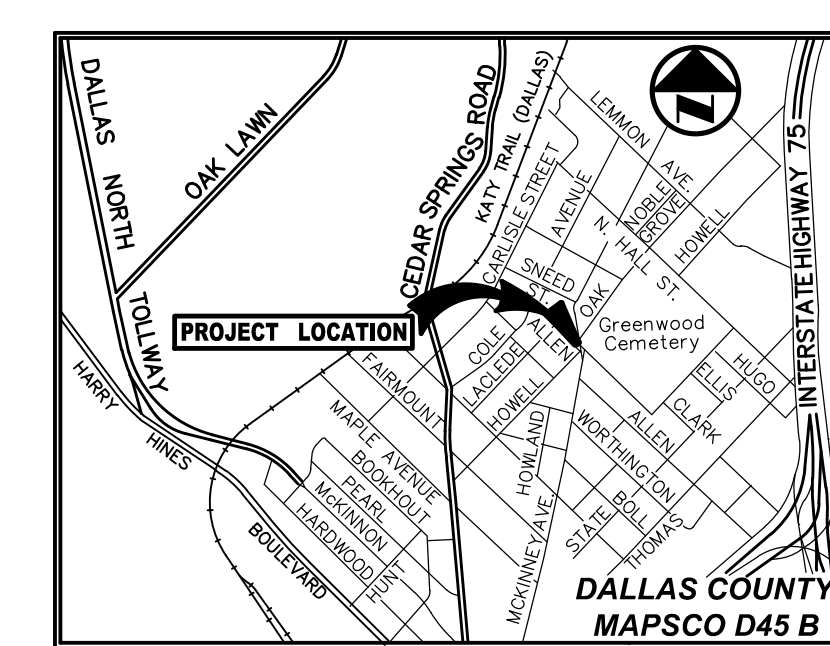 DALLAS NORTH TOLLWAY
OAK LAWN
CEDAR SPRINGS ROAD
KATY TRAIL (DALLAS)
LEMMON AVE.
N
INTERSTATE HIGHWAY 75
CARLISLE STREET
AVENUE
NOBLE
GROVE
HOWELL
N. HALL ST.
SNEED ST.
OAK
PROJECT LOCATION
Greenwood
Cemetery
COLE
ALLEN
LACLEDE
HOWELL
FAIRMOUNT
HARRY HINES BOULEVARD
MAPLE AVENUE
BOOKHOUT
PEARL
McKINNON
HARDWOOD
HUNT
HOWLAND
MCKINNEY AVE.
WORTHINGTON
ALLEN
ELLIS
HUGO
CLARK
STATE
BOLL
THOMAS
DALLAS COUNTY
MAPSCO D45 B